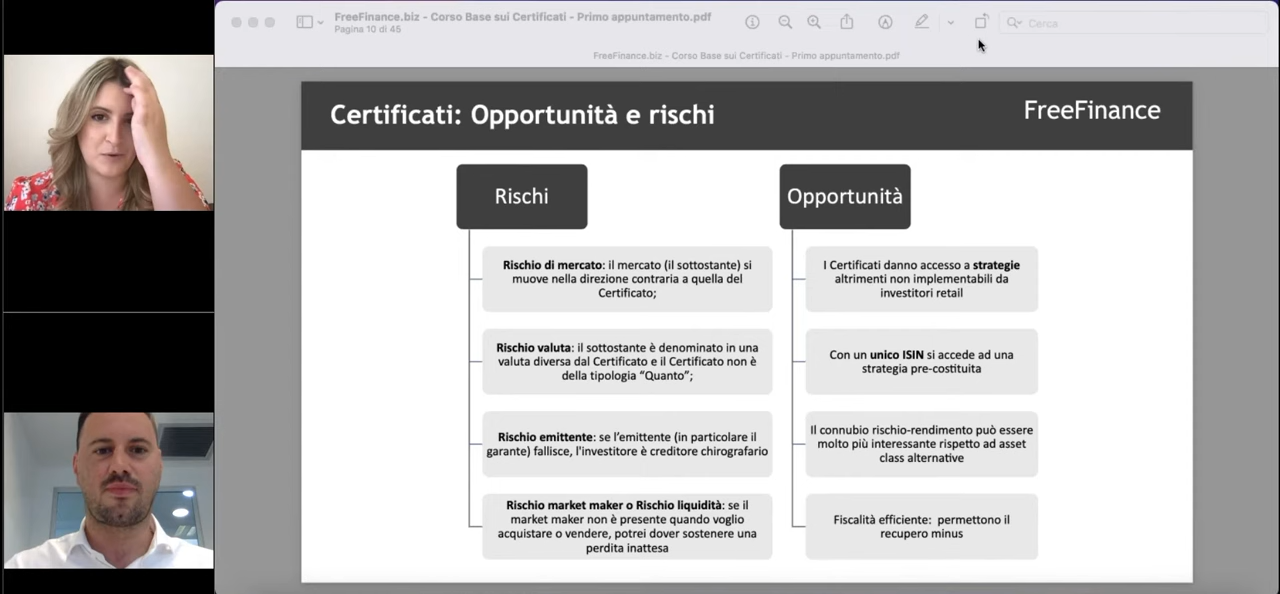 FreeFinance.biz - Corso Base sui Certificati - Primo appuntamento.pdf
Pagina 10 di 45
Cerca
FreeFinance.biz - Corso Base sui Certificati - Primo appuntamento.pdf
Certificati: Opportunità e rischi
FreeFinance
Rischi
Rischio di mercato: il mercato (il sottostante) si
muove nella direzione contraria a quella del
Certificato;
Rischio valuta: il sottostante è denominato in una
valuta diversa dal Certificato e il Certificato non è
della tipologia “Quanto”;
Rischio emittente: se l’emittente (in particolare il
garante) fallisce, l'investitore è creditore chirografario
Rischio market maker o Rischio liquidità: se il
market maker non è presente quando voglio
acquistare o vendere, potrei dover sostenere una
perdita inattesa
Opportunità
I Certificati danno accesso a strategie
altrimenti non implementabili da
investitori retail
Con un unico ISIN si accede ad una
strategia pre-costituita
Il connubio rischio-rendimento può essere
molto più interessante rispetto ad asset
class alternative
Fiscalità efficiente: permettono il
recupero minus